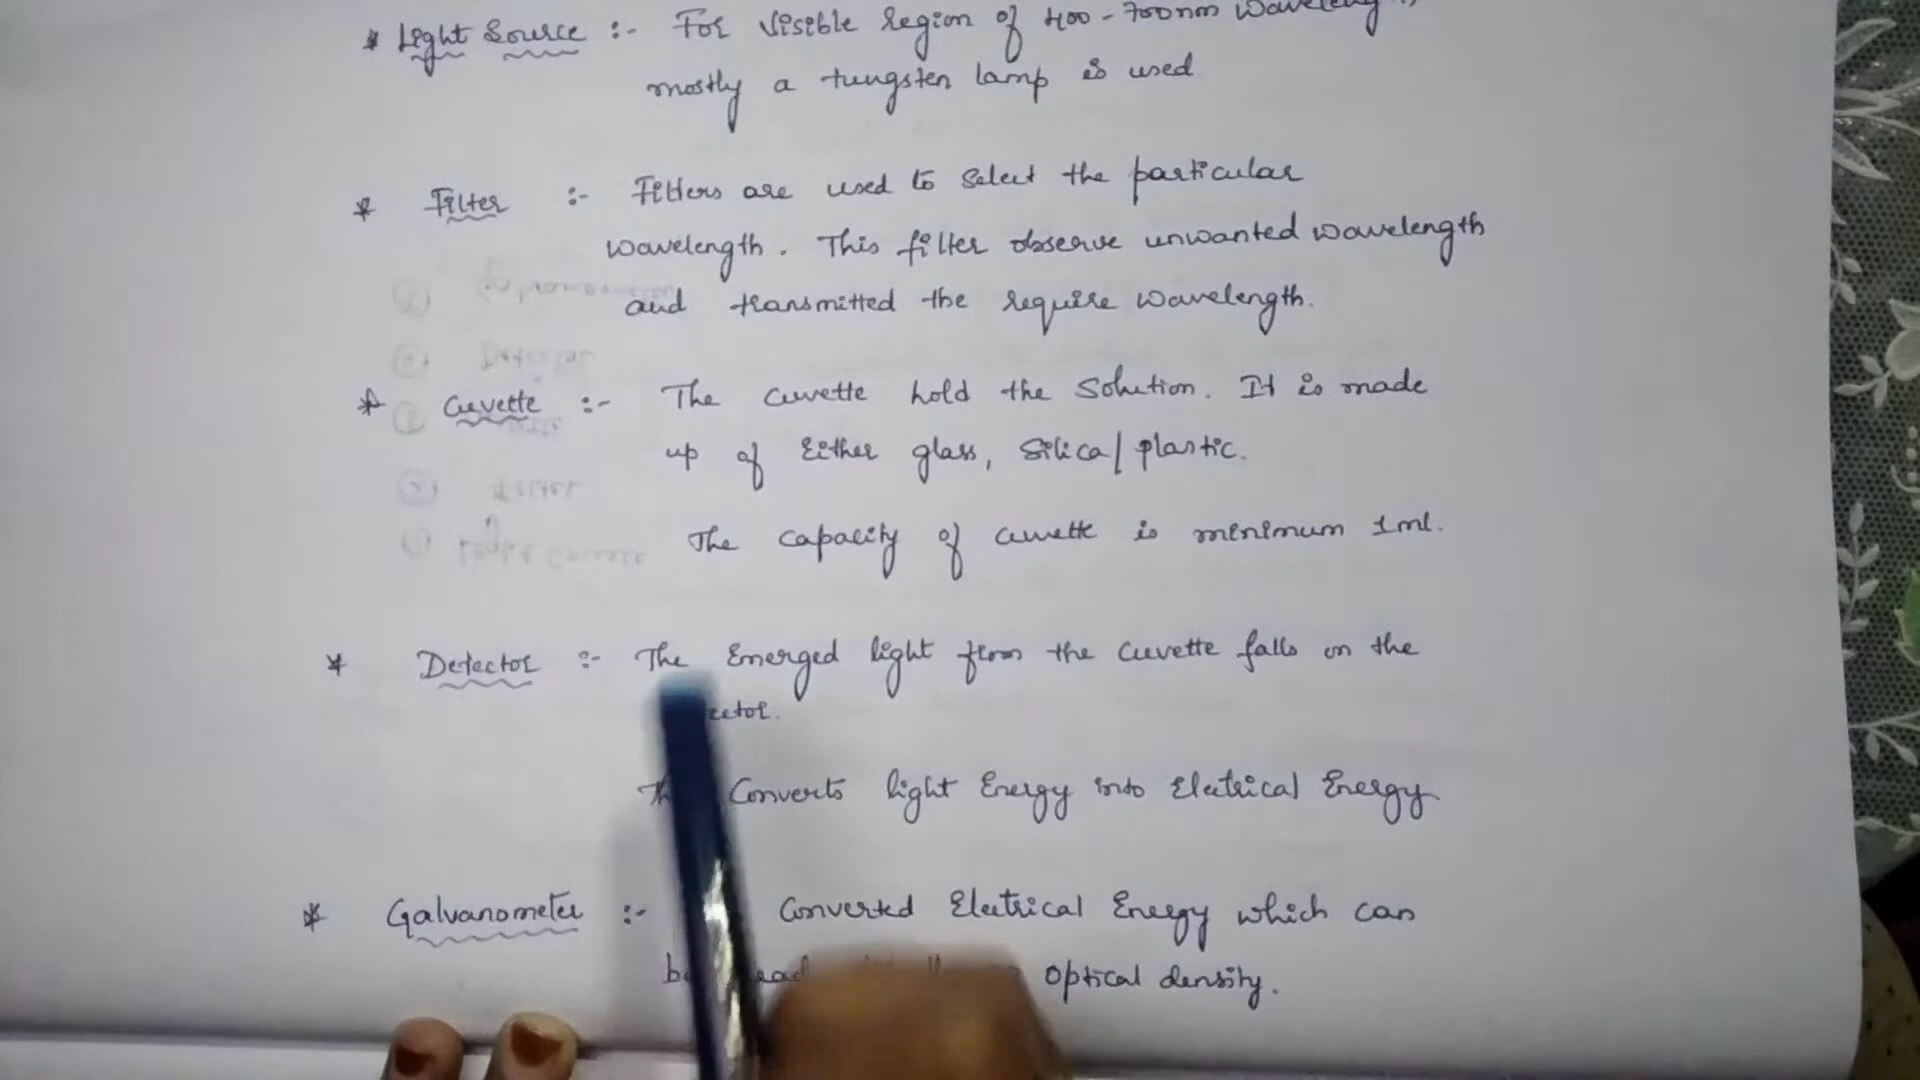 * Light Source :- For visible region of 400-700nm wavelength
mostly a tungsten lamp is used.
* Filter :- Filters are used to select the particular
wavelength. This filter observe unwanted wavelength
and transmitted the require wavelength.
* Cuvette :- The cuvette hold the Solution. It is made
up of Either glass, Silica/plastic.
The capacity of cuvette is minimum 1ml.
* Detector :- The Emerged light from the cuvette falls on the
ector.
Converts light Energy into Electrical Energy
* Galvanometer :- Converted Electrical Energy which can
optical density.